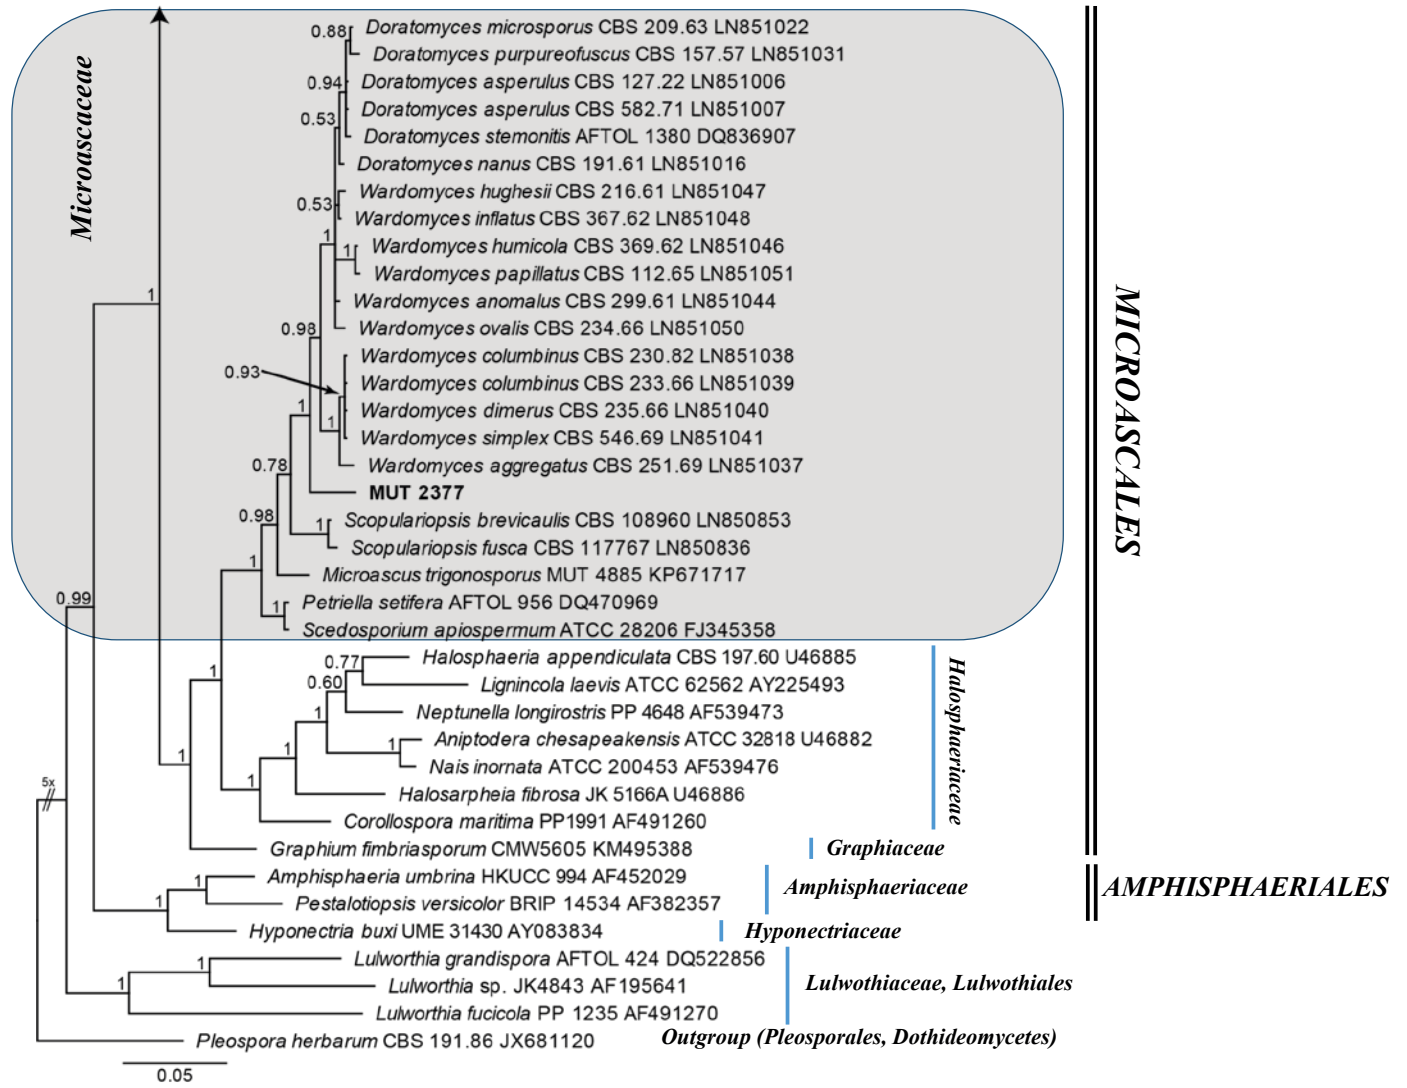 Microascaceae
0.88
Doratomyces microsporus CBS 209.63 LN851022
Doratomyces purpureofuscus CBS 157.57 LN851031
0.94
Doratomyces asperulus CBS 127.22 LN851006
Doratomyces asperulus CBS 582.71 LN851007
0.53
Doratomyces stemonitis AFTOL 1380 DQ836907
Doratomyces nanus CBS 191.61 LN851016
Wardomyces hughesii CBS 216.61 LN851047
0.53
Wardomyces inflatus CBS 367.62 LN851048
1
1
Wardomyces humicola CBS 369.62 LN851046
Wardomyces papillatus CBS 112.65 LN851051
1
Wardomyces anomalus CBS 299.61 LN851044
0.98
Wardomyces ovalis CBS 234.66 LN851050
Wardomyces columbinus CBS 230.82 LN851038
0.93
Wardomyces columbinus CBS 233.66 LN851039
1
Wardomyces dimerus CBS 235.66 LN851040
1
Wardomyces simplex CBS 546.69 LN851041
0.78
Wardomyces aggregatus CBS 251.69 LN851037
MUT 2377
0.98
1
Scopulariopsis brevicaulis CBS 108960 LN850853
Scopulariopsis fusca CBS 117767 LN850836
1
Microascus trigonosporus MUT 4885 KP671717
0.99
1
Petriella setifera AFTOL 956 DQ470969
Scedosporium apiospermum ATCC 28206 FJ345358
MICROASCALES
0.77
Halosphaeria appendiculata CBS 197.60 U46885
1
0.60
Lignincola laevis ATCC 62562 AY225493
1
Neptunella longirostris PP 4648 AF539473
1
Aniptodera chesapeakensis ATCC 32818 U46882
1
1
Nais inornata ATCC 200453 AF539476
5x
1
Halosarpheia fibrosa JK 5166A U46886
Corollospora maritima PP1991 AF491260
Halosphaeriaceae
Graphium fimbriasporum CMW5605 KM495388
Graphiaceae
1
Amphisphaeria umbrina HKUCC 994 AF452029
Amphisphaeriaceae
AMPHISPHAERIALES
1
Pestalotiopsis versicolor BRIP 14534 AF382357
Hyponectria buxi UME 31430 AY083834
Hyponectriaceae
1
Lulworthia grandispora AFTOL 424 DQ522856
1
Lulworthia sp. JK4843 AF195641
Lulwothiaceae, Lulwothiales
Lulworthia fucicola PP 1235 AF491270
Pleospora herbarum CBS 191.86 JX681120
Outgroup (Pleosporales, Dothideomycetes)
0.05